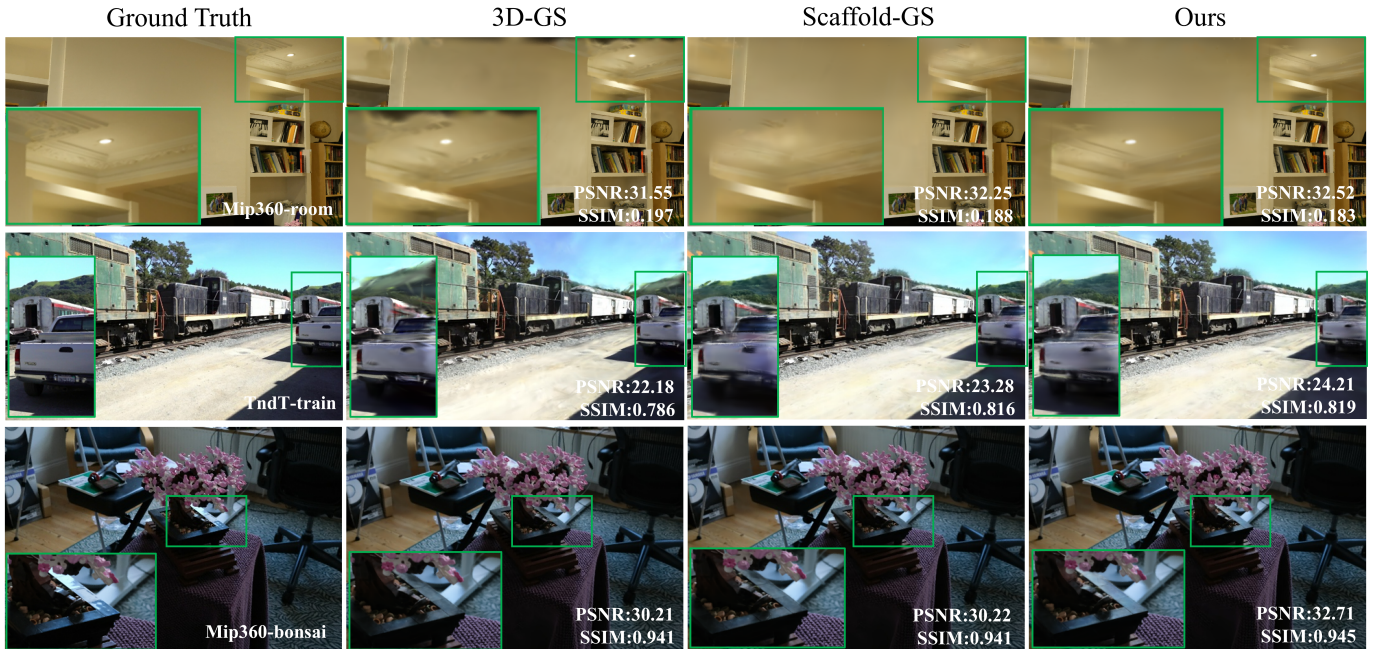 Ground Truth
3D-GS
Scaffold-GS
Ours
Mip360-room
PSNR:31.55
SSIM:0.197
PSNR:32.25
SSIM:0.188
PSNR:32.52
SSIM:0.183
TndT-train
PSNR:22.18
SSIM:0.786
PSNR:23.28
SSIM:0.816
PSNR:24.21
SSIM:0.819
Mip360-bonsai
PSNR:30.21
SSIM:0.941
PSNR:30.22
SSIM:0.941
PSNR:32.71
SSIM:0.945